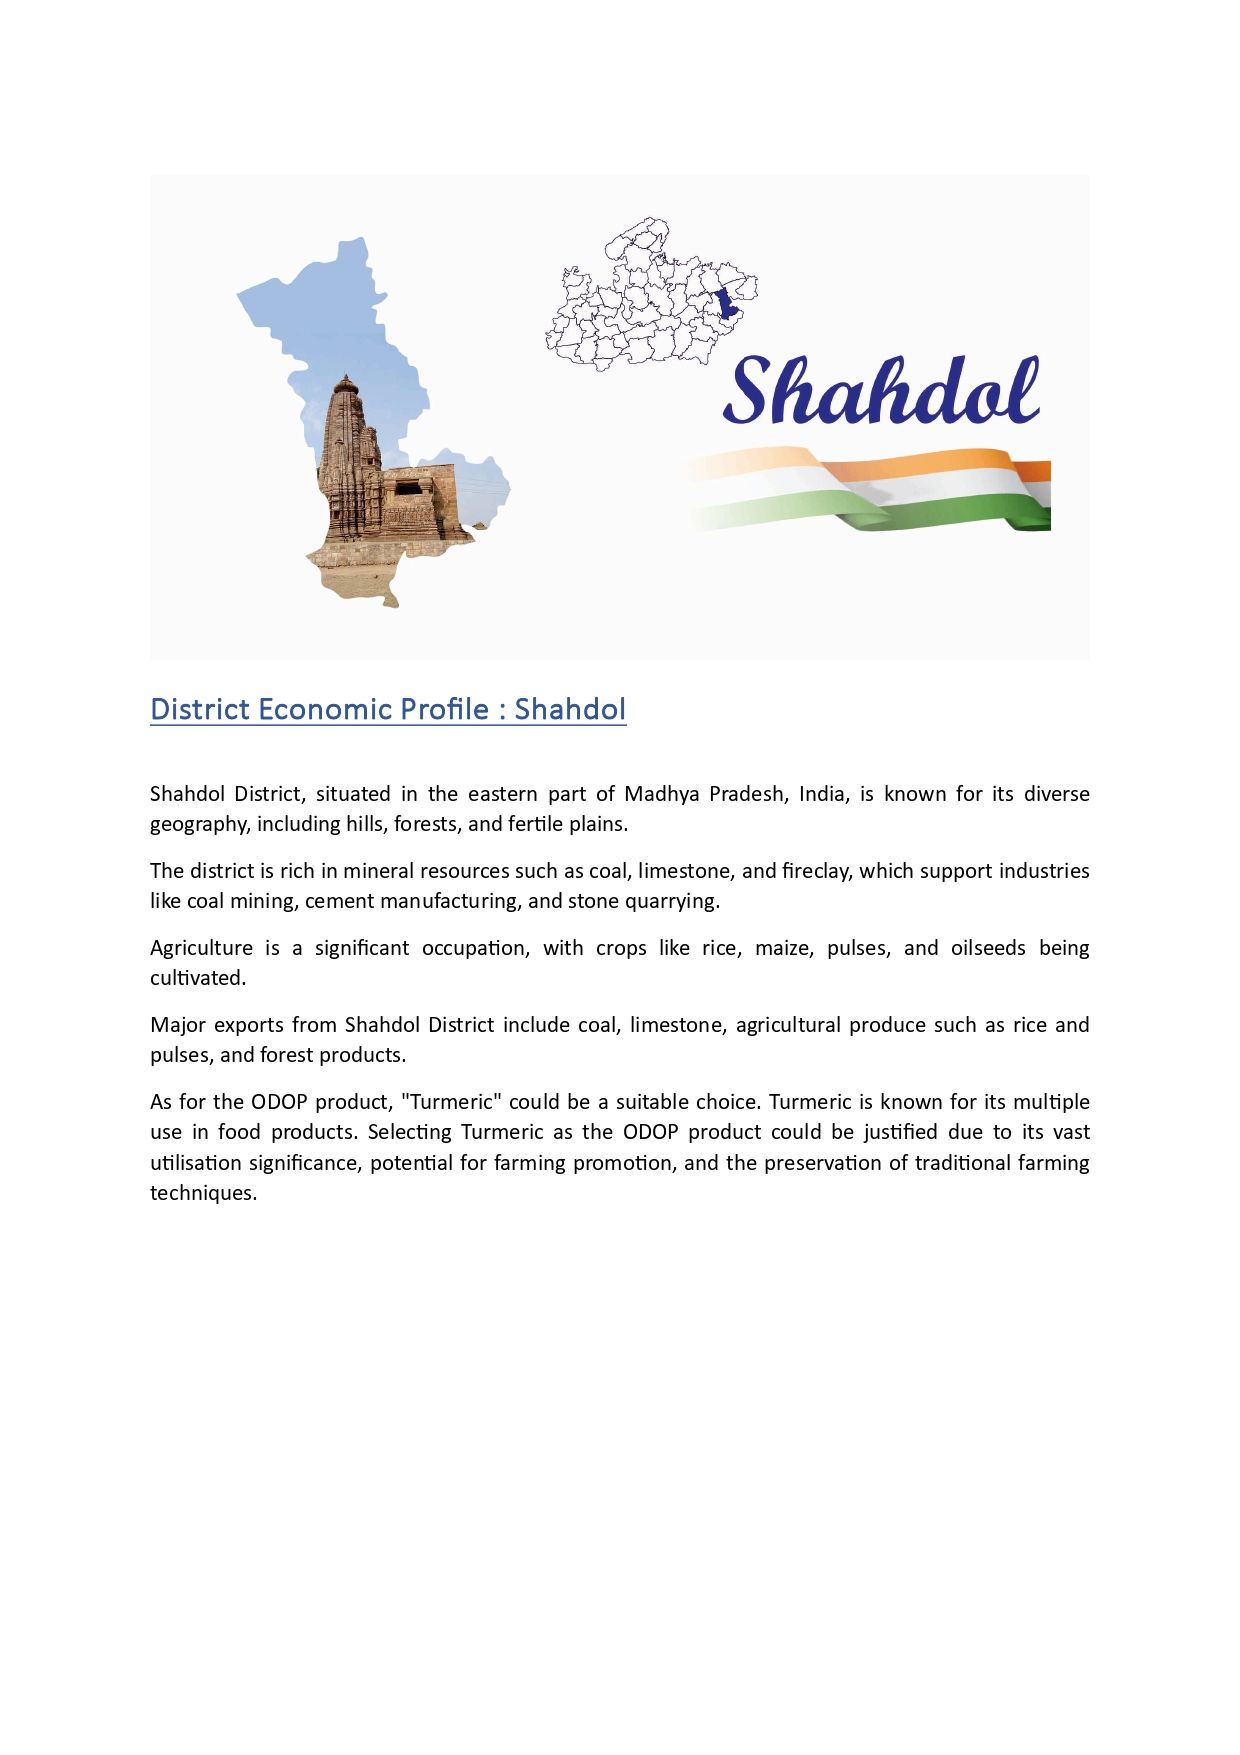 Shahdol
District Economic Profile : Shahdol
Shahdol District, situated in the eastern part of Madhya Pradesh, India, is known for its diverse
geography, including hills, forests, and fertile plains.
The district is rich in mineral resources such as coal, limestone, and fireclay, which support industries
like coal mining, cement manufacturing, and stone quarrying.
Agriculture is a significant occupation, with crops like rice, maize, pulses, and oilseeds being
cultivated.
Major exports from Shahdol District include coal, limestone, agricultural produce such as rice and
pulses, and forest products.
As for the ODOP product, "Turmeric" could be a suitable choice. Turmeric is known for its multiple
use in food products. Selecting Turmeric as the ODOP product could be justified due to its vast
utilisation significance, potential for farming promotion, and the preservation of traditional farming
techniques.